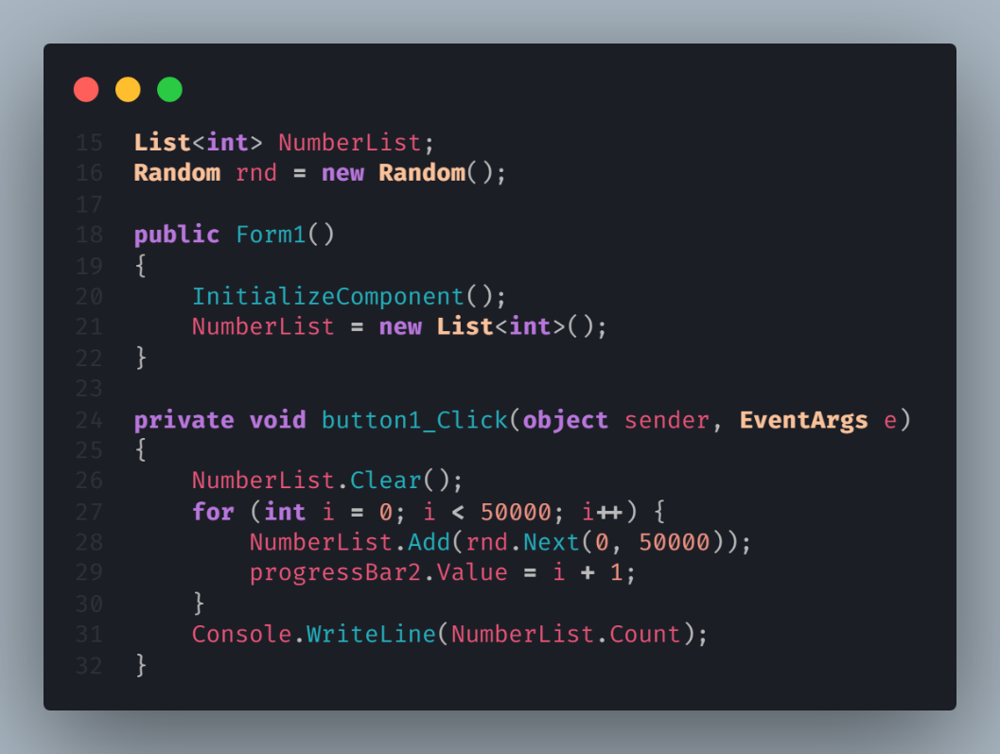 15 List<int> NumberList;
16 Random rnd = new Random();
17
18 public Form1()
19 {
20     InitializeComponent();
21     NumberList = new List<int>();
22 }
23
24 private void button1_Click(object sender, EventArgs e)
25 {
26     NumberList.Clear();
27     for (int i = 0; i < 50000; i++) {
28         NumberList.Add(rnd.Next(0, 50000));
29         progressBar2.Value = i + 1;
30     }
31     Console.WriteLine(NumberList.Count);
32 }